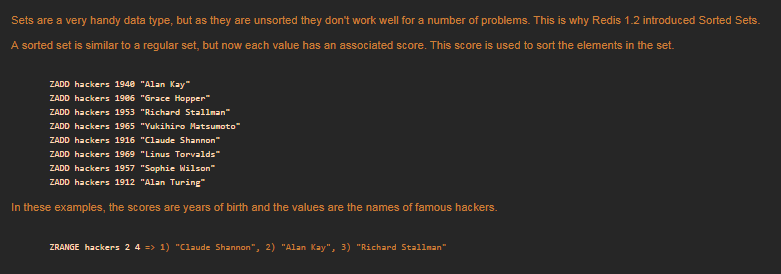 Sets are a very handy data type, but as they are unsorted they don't work well for a number of problems. This is why Redis 1.2 introduced Sorted Sets.
A sorted set is similar to a regular set, but now each value has an associated score. This score is used to sort the elements in the set.
ZADD hackers 1940 "Alan Kay"
ZADD hackers 1906 "Grace Hopper"
ZADD hackers 1953 "Richard Stallman"
ZADD hackers 1965 "Yukihiro Matsumoto"
ZADD hackers 1916 "Claude Shannon"
ZADD hackers 1969 "Linus Torvalds"
ZADD hackers 1957 "Sophie Wilson"
ZADD hackers 1912 "Alan Turing"
In these examples, the scores are years of birth and the values are the names of famous hackers.
ZRANGE hackers 2 4 => 1) "Claude Shannon", 2) "Alan Kay", 3) "Richard Stallman"